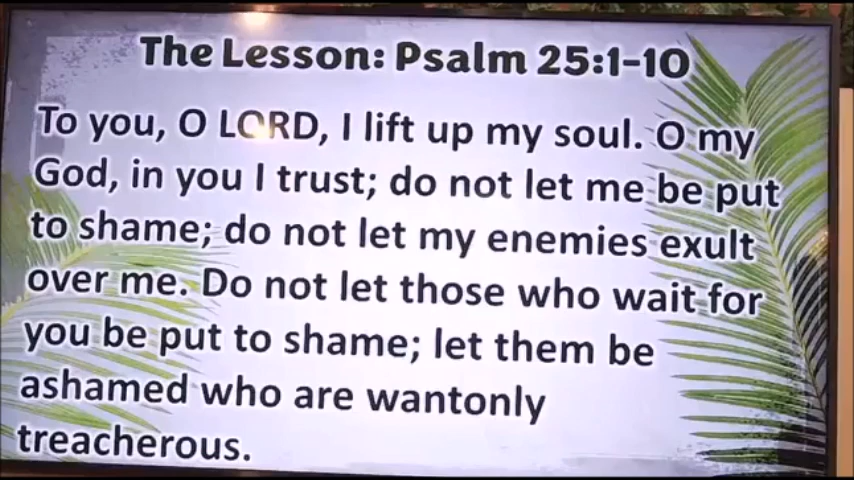 The Lesson: Psalm 25:1-10
To you, O LORD, I lift up my soul. O my
God, in you I trust; do not let me be put
to shame; do not let my enemies exult
over me. Do not let those who wait for
you be put to shame; let them be
ashamed who are wantonly
treacherous.